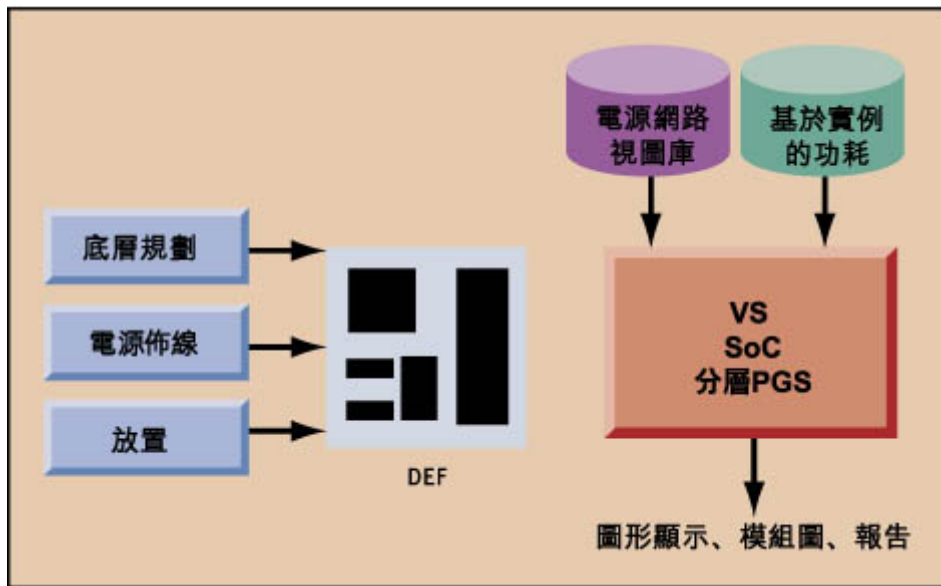 電源網路
視圖庫
基於實例
的功耗
底層規劃
電源佈線
放置
DEF
VS
SoC
分層PGS
圖形顯示、模組圖、報告